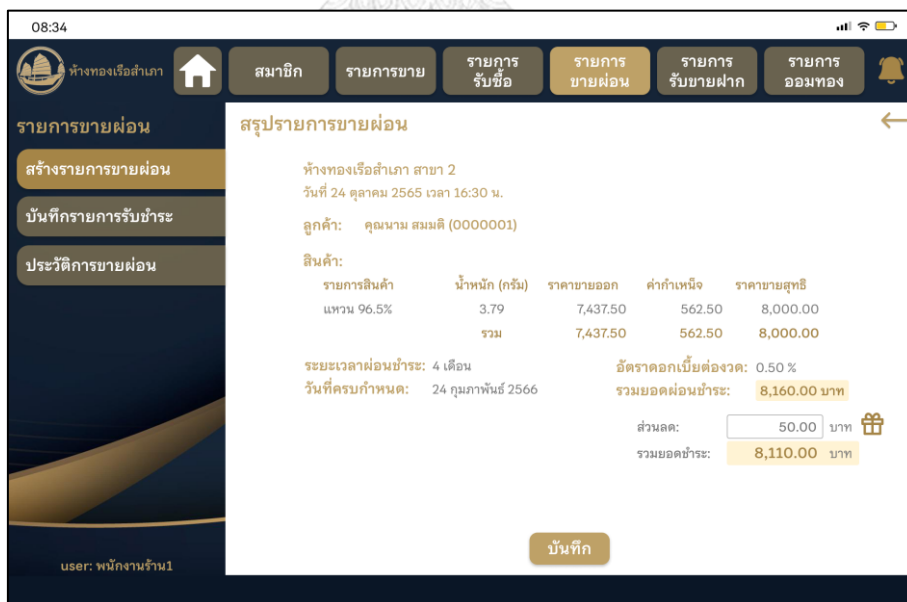 08:34
ห้างทองเรือสำเภา
สมาชิก
รายการขาย
รายการ
รับซื้อ
รายการ
ขายผ่อน
รายการ
รับขายฝาก
รายการ
ออมทอง
รายการขายผ่อน
สร้างรายการขายผ่อน
บันทึกรายการรับชำระ
ประวัติการขายผ่อน
user: พนักงานร้าน1
สรุปรายการขายผ่อน
ห้างทองเรือสำเภา สาขา 2
วันที่ 24 ตุลาคม 2565 เวลา 16:30 น.
ลูกค้า: คุณนาม สมมติ (0000001)
สินค้า:
รายการสินค้า น้ำหนัก (กรัม) ราคาขายออก ค่ากำเหน็จ ราคาขายสุทธิ
แหวน 96.5% 3.79 7,437.50 562.50 8,000.00
รวม 7,437.50 562.50 8,000.00
ระยะเวลาผ่อนชำระ: 4 เดือน อัตราดอกเบี้ยต่องวด: 0.50 %
วันที่ครบกำหนด: 24 กุมภาพันธ์ 2566 รวมยอดผ่อนชำระ: 8,160.00 บาท
ส่วนลด: 50.00 บาท
รวมยอดชำระ: 8,110.00 บาท
บันทึก